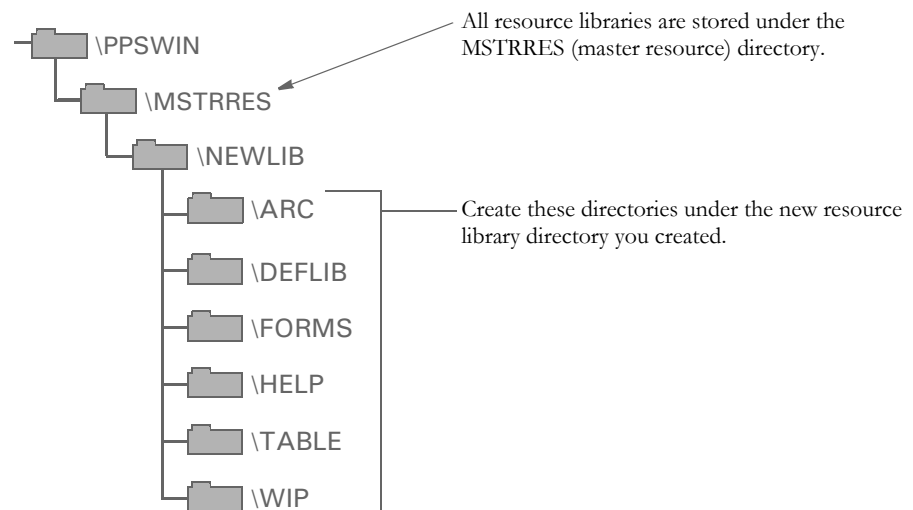 \PPSWIN
All resource libraries are stored under the
MSTRRES (master resource) directory.
\MSTRRES
\NEWLIB
\ARC
Create these directories under the new resource
library directory you created.
\DEFLIB
\FORMS
\HELP
\TABLE
\WIP